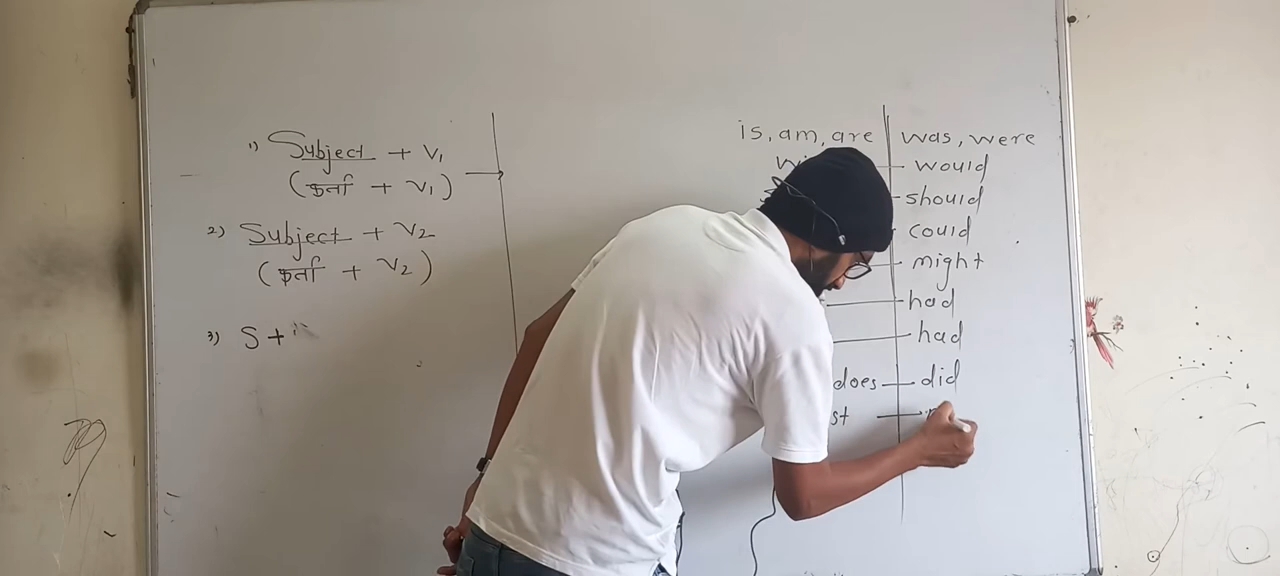 1) Subject + V1
(कर्ता + V1)
2) Subject + V2
(कर्ता + V2)
3) S +
is, am, are was, were
would
should
could
might
had
had
does did